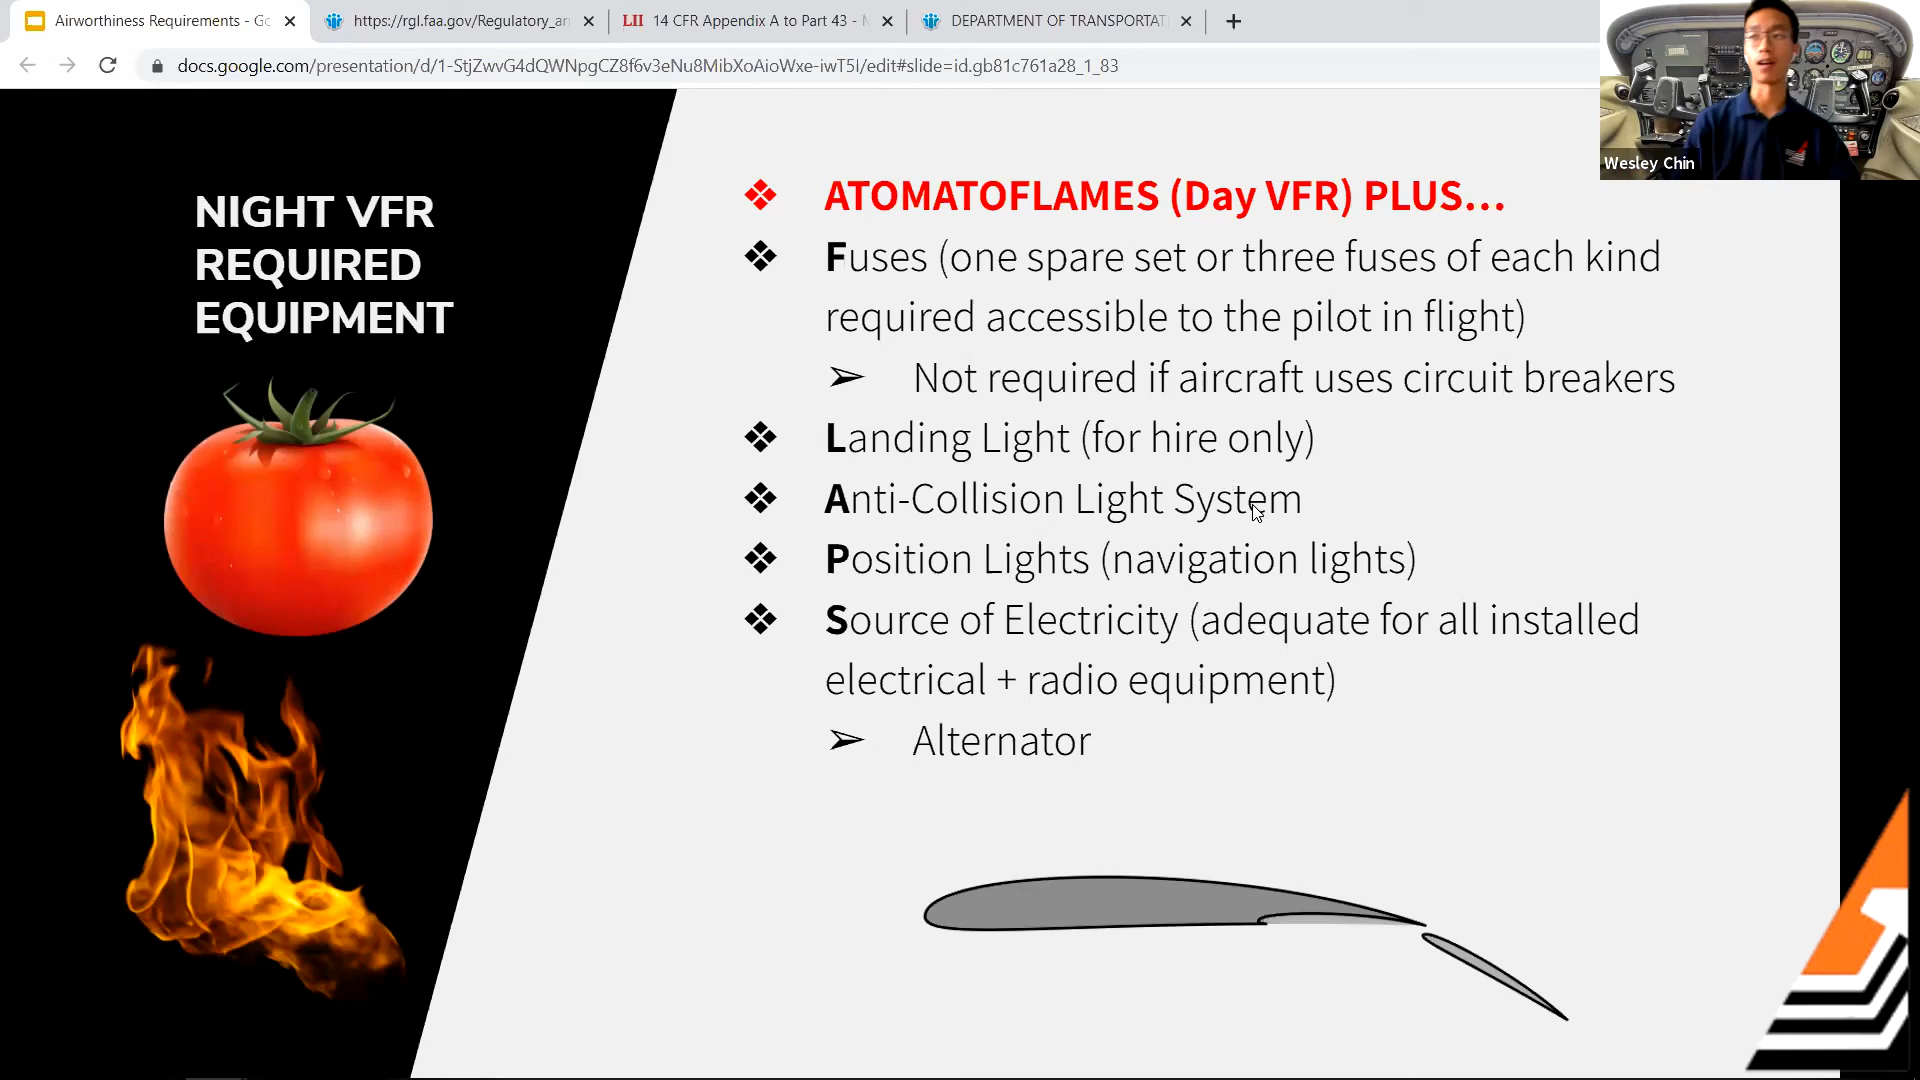 Airworthiness Requirements - Go
https://rgl.faa.gov/Regulatory_an
LII 14 CFR Appendix A to Part 43 - M
DEPARTMENT OF TRANSPORTAT
docs.google.com/presentation/d/1-StjZwvG4dQWNpgCZ8f6v3eNu8MibXoAioWxe-iwT5I/edit#slide=id.gb81c761a28_1_83
Wesley Chin
NIGHT VFR
REQUIRED
EQUIPMENT
❖ ATOMATOFLAMES (Day VFR) PLUS...
❖ Fuses (one spare set or three fuses of each kind
required accessible to the pilot in flight)
➢ Not required if aircraft uses circuit breakers
❖ Landing Light (for hire only)
❖ Anti-Collision Light System
❖ Position Lights (navigation lights)
❖ Source of Electricity (adequate for all installed
electrical + radio equipment)
➢ Alternator